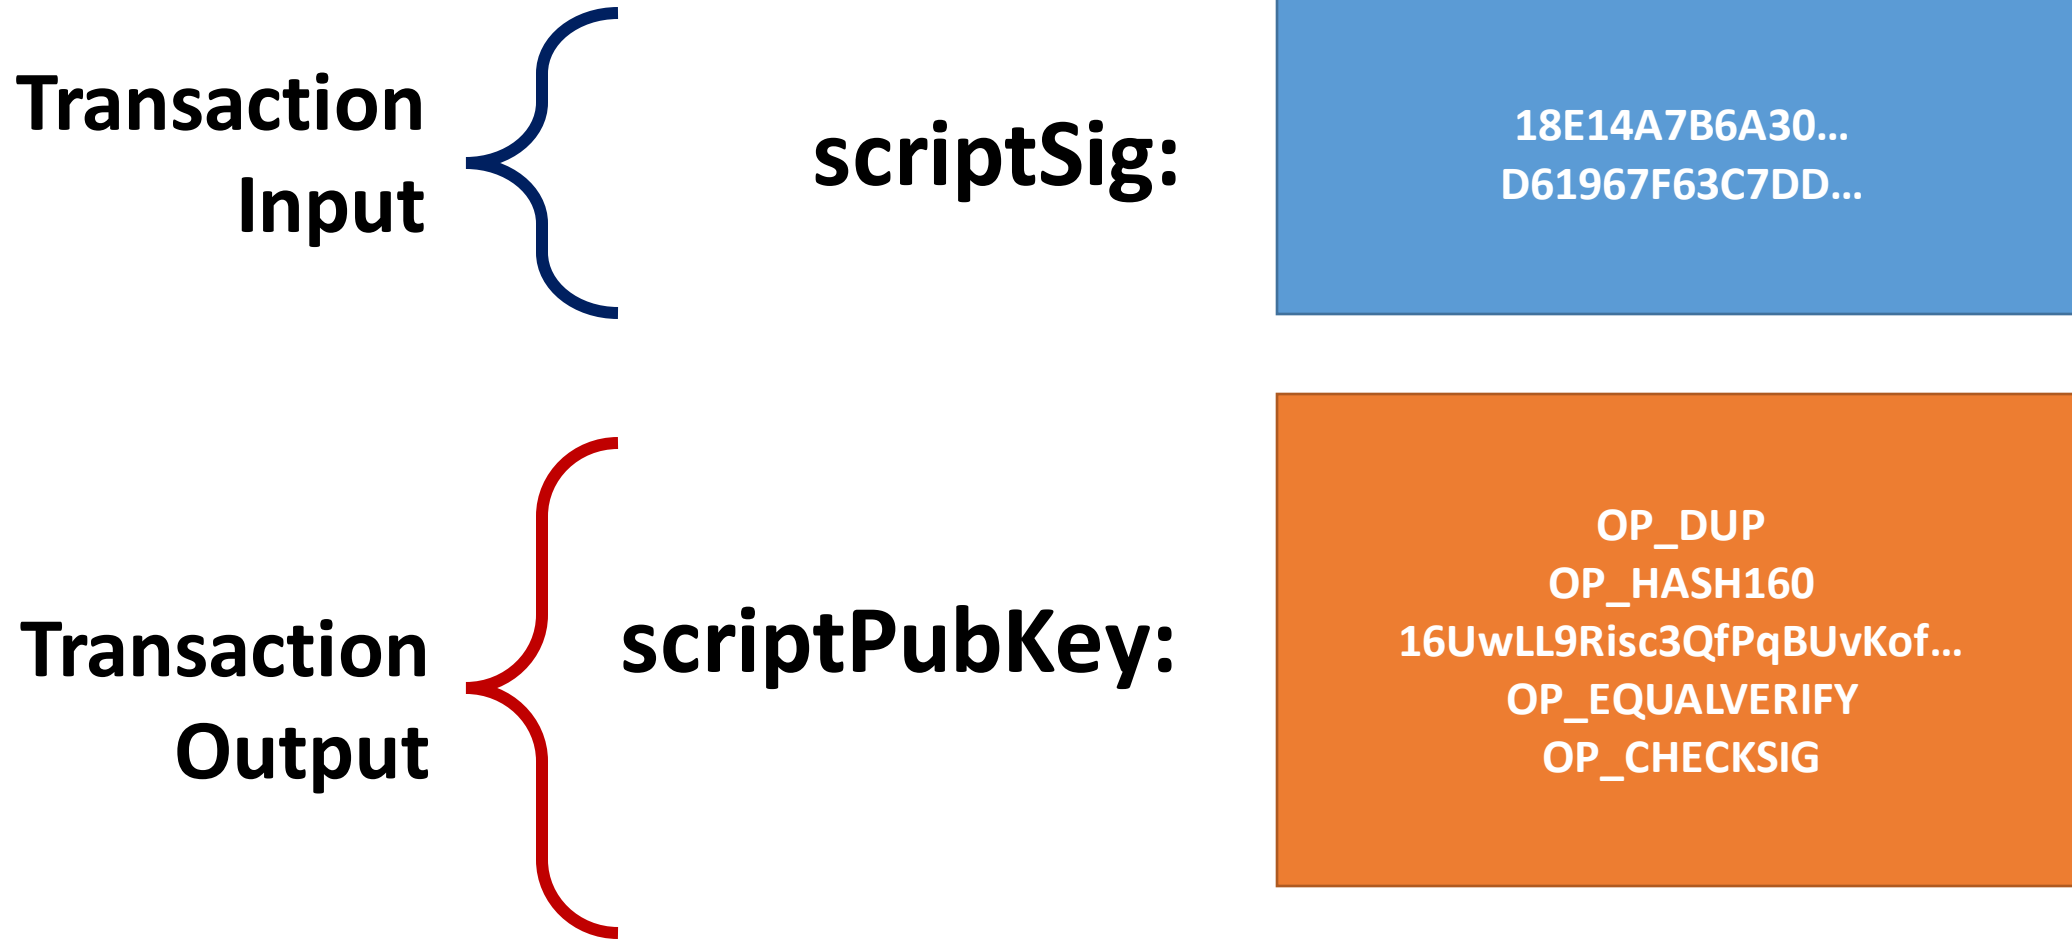 Transaction
Input
scriptSig:
18E14A7B6A30...
D61967F63C7DD...
Transaction
Output
scriptPubKey:
OP_DUP
OP_HASH160
16UwLL9Risc3QfPqBUvKof...
OP_EQUALVERIFY
OP_CHECKSIG